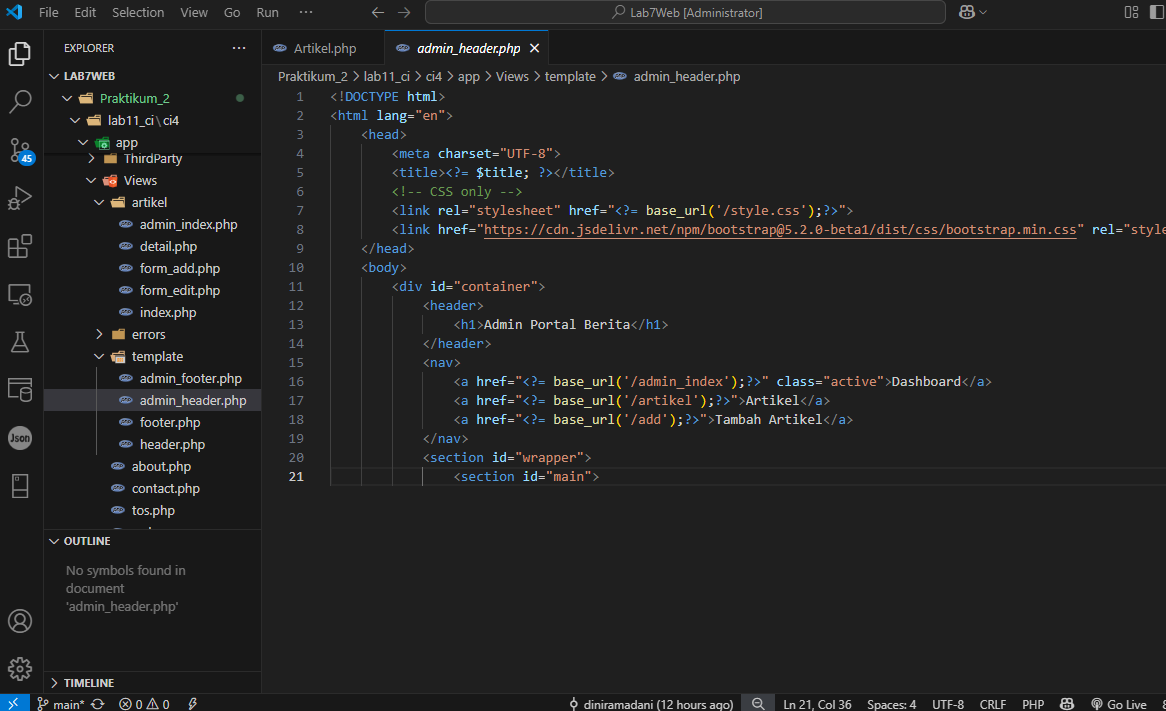 File Edit Selection View Go Run ··· Lab7Web [Administrator]
EXPLORER ···
LAB7WEB
Praktikum_2
lab11_ci\ci4
app
ThirdParty
Views
artikel
admin_index.php
detail.php
form_add.php
form_edit.php
index.php
errors
template
admin_footer.php
admin_header.php
footer.php
header.php
about.php
contact.php
tos.php
OUTLINE
No symbols found in
document
'admin_header.php'
TIMELINE
45
Json
Artikel.php admin_header.php
Praktikum_2 > lab11_ci > ci4 > app > Views > template > admin_header.php
1 <!DOCTYPE html>
2 <html lang="en">
3 <head>
4 <meta charset="UTF-8">
5 <title><?= $title; ?></title>
6 <!-- CSS only -->
7 <link rel="stylesheet" href="<?= base_url('/style.css');?>">
8 <link href="https://cdn.jsdelivr.net/npm/bootstrap@5.2.0-beta1/dist/css/bootstrap.min.css" rel="style
9 </head>
10 <body>
11 <div id="container">
12 <header>
13 <h1>Admin Portal Berita</h1>
14 </header>
15 <nav>
16 <a href="<?= base_url('/admin_index');?>" class="active">Dashboard</a>
17 <a href="<?= base_url('/artikel');?>">Artikel</a>
18 <a href="<?= base_url('/add');?>">Tambah Artikel</a>
19 </nav>
20 <section id="wrapper">
21 <section id="main">
main* 0 0 diniramadani (12 hours ago) Ln 21, Col 36 Spaces: 4 UTF-8 CRLF PHP Go Live